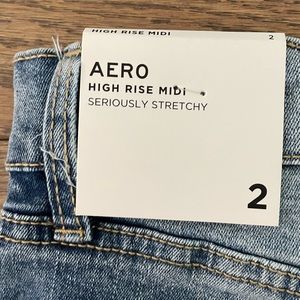 HIGH RISE MIDI 2
AERO
HIGH RISE MIDI
SERIOUSLY STRETCHY
2